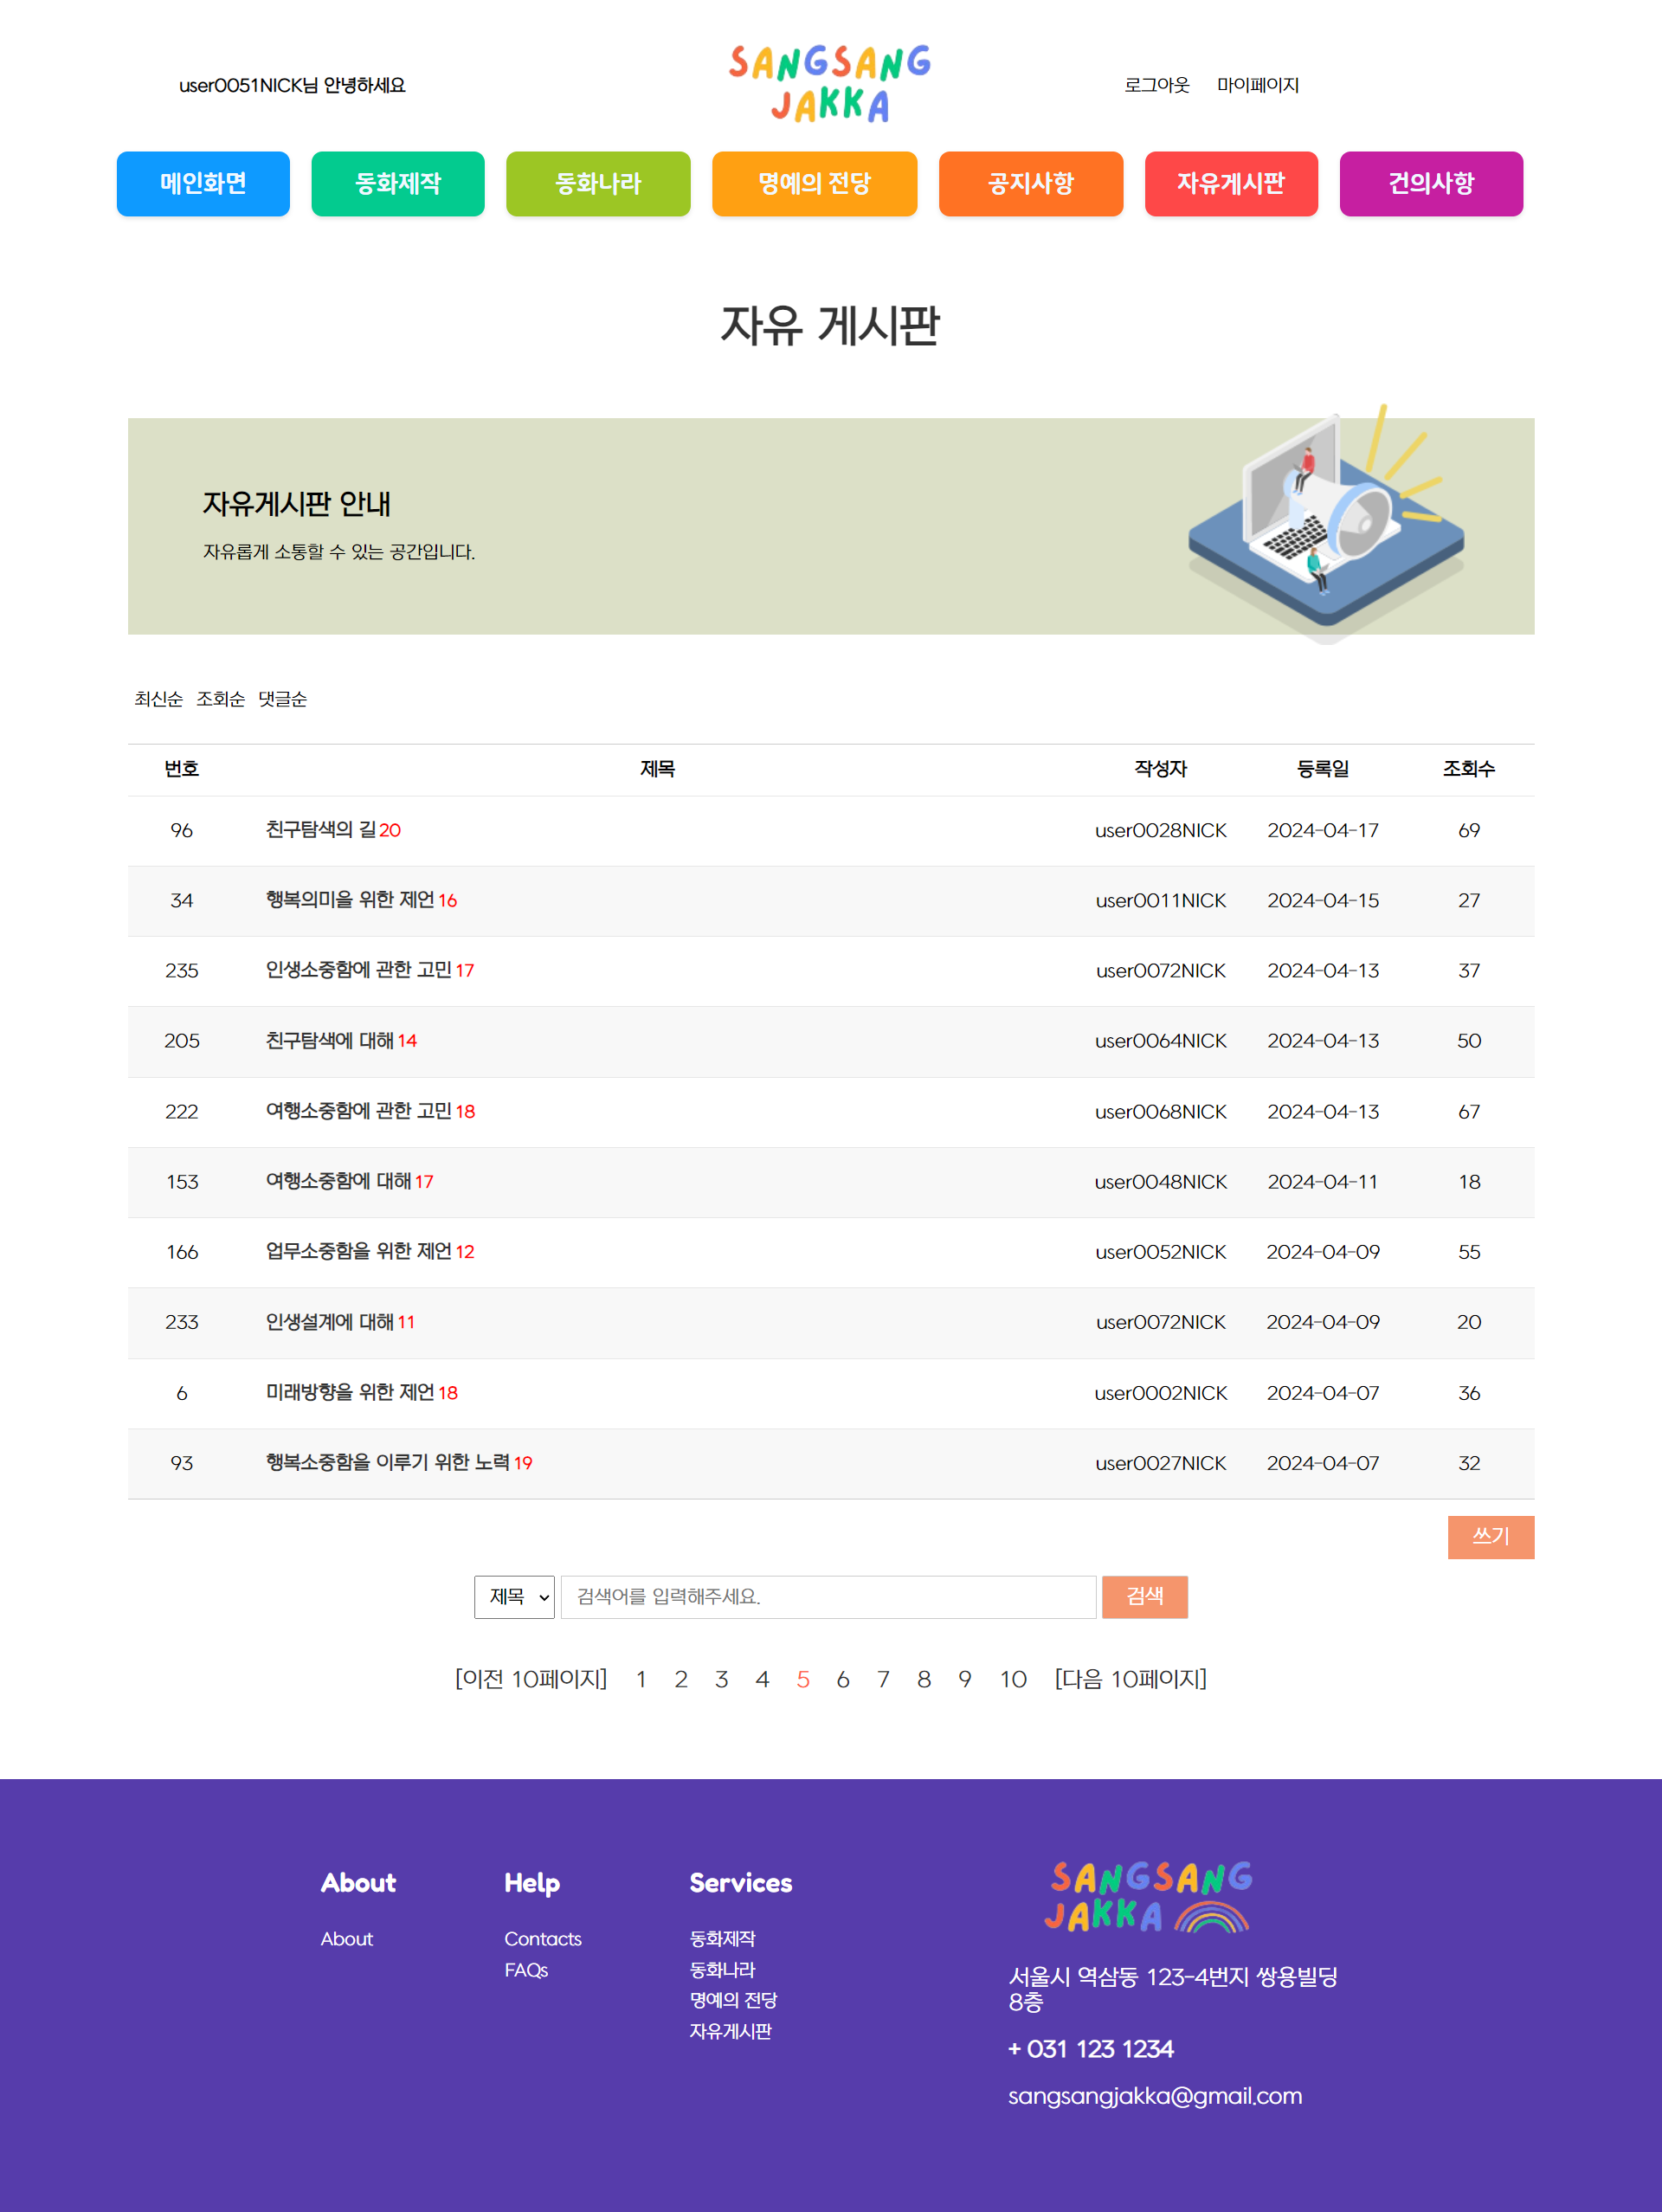 user0051NICK님 안녕하세요
SANGSANG
JAKKA
로그아웃 마이페이지
메인화면 동화제작 동화나라 명예의 전당 공지사항 자유게시판 건의사항
자유 게시판
자유게시판 안내
자유롭게 소통할 수 있는 공간입니다.
최신순 조회순 댓글순
번호 제목 작성자 등록일 조회수
96 친구탐색의 길 20 user0028NICK 2024-04-17 69
34 행복의미을 위한 제언 16 user0011NICK 2024-04-15 27
235 인생소중함에 관한 고민 17 user0072NICK 2024-04-13 37
205 친구탐색에 대해 14 user0064NICK 2024-04-13 50
222 여행소중함에 관한 고민 18 user0068NICK 2024-04-13 67
153 여행소중함에 대해 17 user0048NICK 2024-04-11 18
166 업무소중함을 위한 제언 12 user0052NICK 2024-04-09 55
233 인생설계에 대해 11 user0072NICK 2024-04-09 20
6 미래방향을 위한 제언 18 user0002NICK 2024-04-07 36
93 행복소중함을 이루기 위한 노력 19 user0027NICK 2024-04-07 32
쓰기
제목 검색어를 입력해주세요. 검색
[이전 10페이지] 1 2 3 4 5 6 7 8 9 10 [다음 10페이지]
About
About
Help
Contacts
FAQs
Services
동화제작
동화나라
명예의 전당
자유게시판
SANGSANG
JAKKA
서울시 역삼동 123-4번지 쌍용빌딩
8층
+ 031 123 1234
sangsangjakka@gmail.com